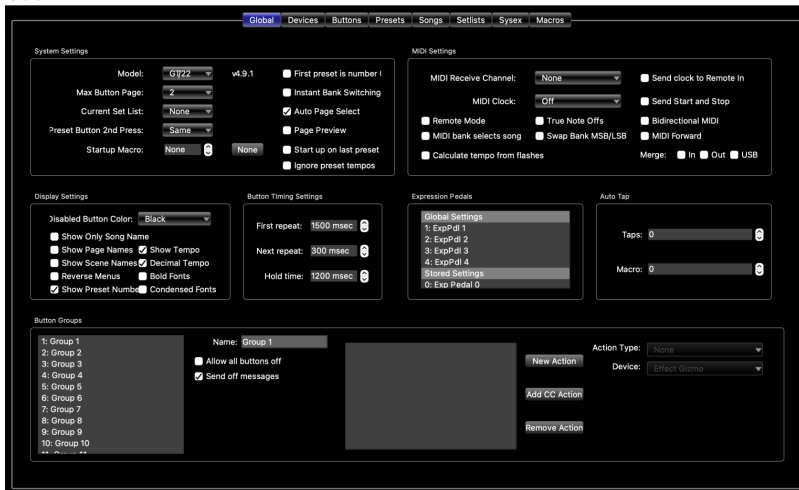 Global Devices Buttons Presets Songs Setlists Sysex Macros
System Settings
Model: GT/22 v4.9.1
Max Button Page: 2
Current Set List: None
Preset Button 2nd Press: Same
Startup Macro: None None
First preset is number
Instant Bank Switching
Auto Page Select
Page Preview
Start up on last preset
Ignore preset tempos
MIDI Settings
MIDI Receive Channel: None
MIDI Clock: Off
Send clock to Remote In
Send Start and Stop
Remote Mode True Note Offs Bidirectional MIDI
MIDI bank selects song Swap Bank MSB/LSB MIDI Forward
Calculate tempo from flashes Merge: In Out USB
Display Settings
Disabled Button Color: Black
Show Only Song Name
Show Page Names Show Tempo
Show Scene Names Decimal Tempo
Reverse Menus Bold Fonts
Show Preset Numbe Condensed Fonts
Button Timing Settings
First repeat: 1500 msec
Next repeat: 300 msec
Hold time: 1200 msec
Expression Pedals
Global Settings
1: ExpPdl 1
2: ExpPdl 2
3: ExpPdl 3
4: ExpPdl 4
Stored Settings
0: Exp Pedal 0
Auto Tap
Taps: 0
Macro: 0
Button Groups
1: Group 1
2: Group 2
3: Group 3
4: Group 4
5: Group 5
6: Group 6
7: Group 7
8: Group 8
9: Group 9
10: Group 10
Name: Group 1
Allow all buttons off
Send off messages
New Action
Add CC Action
Remove Action
Action Type: None
Device: Effect Gizmo